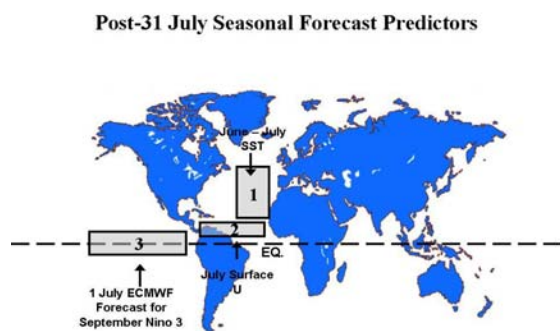 Post-31 July Seasonal Forecast Predictors
June – July
SST
1
2
3
EQ.
July Surface
U
1 July ECMWF
Forecast for
September Nino 3